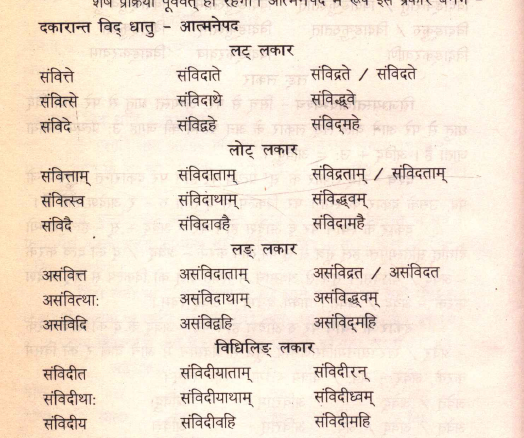 शेष प्रक्रिया पूर्ववत् ही रहेगी। आत्मनेपद में रूप इस प्रकार बनेंगे
दकारान्त विद् धातु - आत्मनेपद
लट् लकार
संवित्ते संविदाते संविद्रते / संविदते
संवित्से संविदाथे संविद्ध्वे
संविदे संविद्वहे संविद्महे
लोट् लकार
संवित्ताम् संविदाताम् संविद्रताम् / संविदताम्
संवित्स्व संविदाथाम् संविद्ध्वम्
संविदै संविदावहै संविदामहै
लङ् लकार
असंवित्त असंविदाताम् असंविद्रत / असंविदत
असंवित्थाः असंविदाथाम् असंविद्ध्वम्
असंविदि असंविद्वहि असंविद्महि
विधिलिङ् लकार
संविदीत संविदीयाताम् संविदीरन्
संविदीथाः संविदीयाथाम् संविदीध्वम्
संविदीय संविदीवहि संविदीमहि